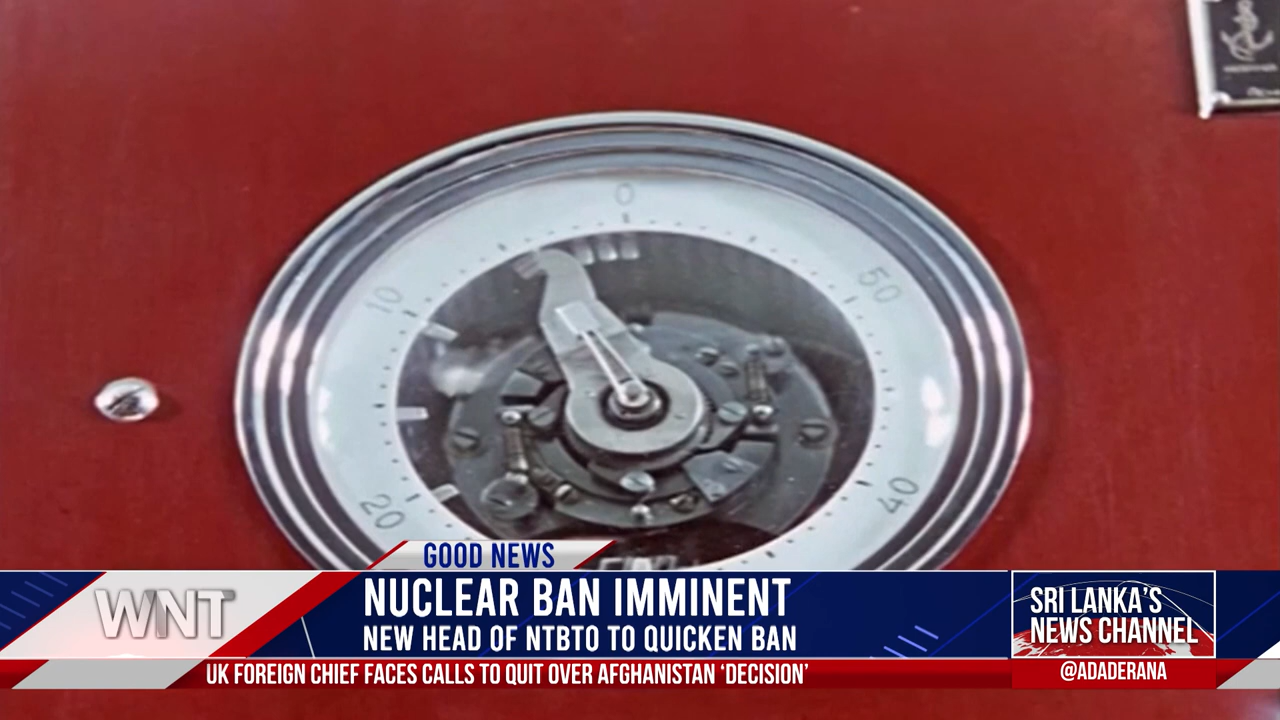 0
50
10
40
20
GOOD NEWS
WNT
NUCLEAR BAN IMMINENT
NEW HEAD OF NTBTO TO QUICKEN BAN
SRI LANKA'S
NEWS CHANNEL
UK FOREIGN CHIEF FACES CALLS TO QUIT OVER AFGHANISTAN ‘DECISION’
@ADADERANA